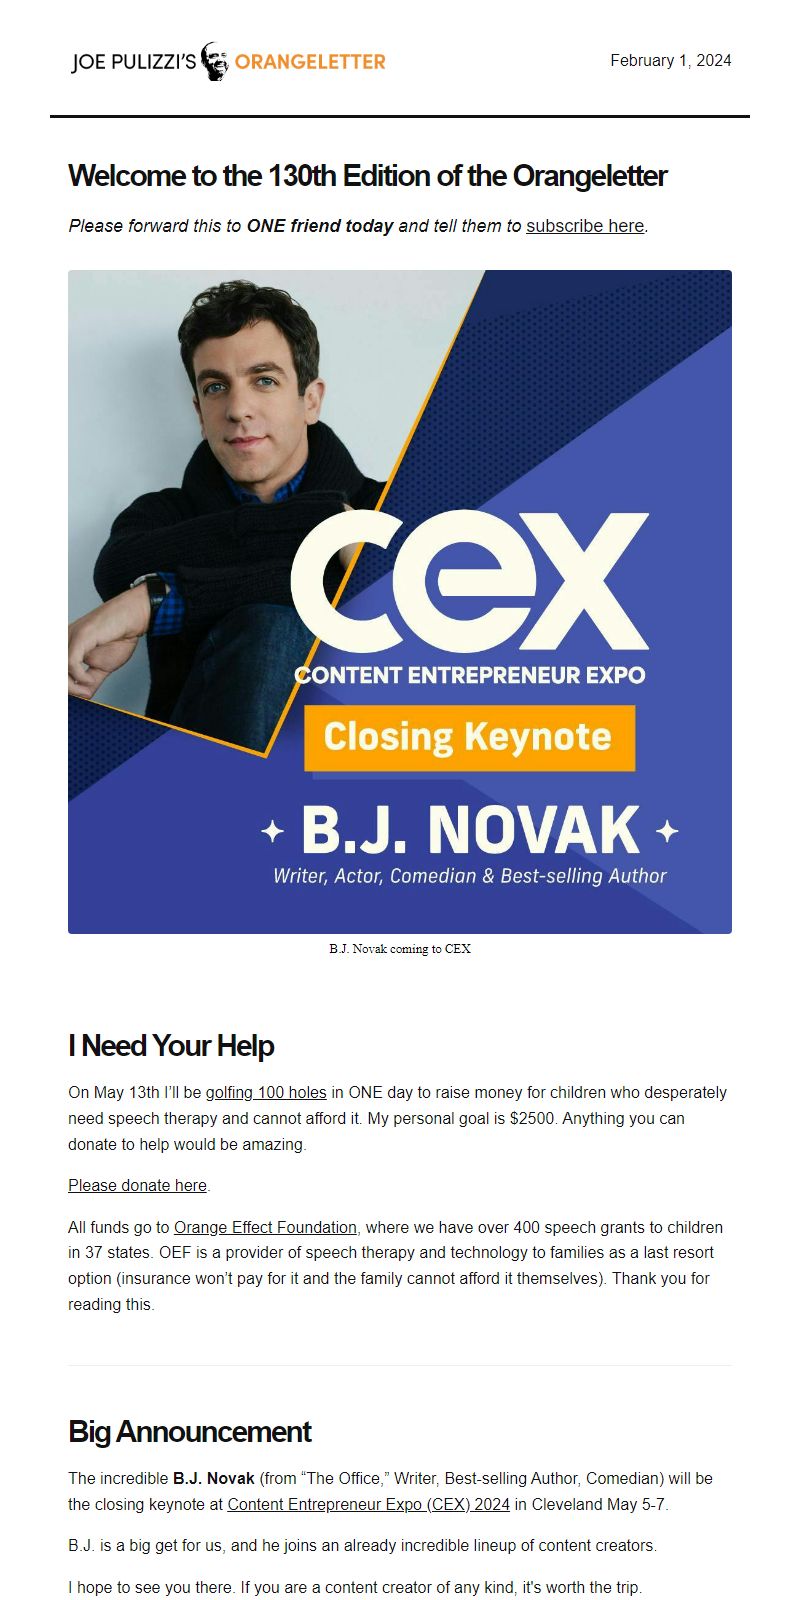 JOE PULIZZI'S ORANGELETTER
February 1, 2024
Welcome to the 130th Edition of the Orangeletter
Please forward this to ONE friend today and tell them to subscribe here.
cex
CONTENT ENTREPRENEUR EXPO
Closing Keynote
B.J. NOVAK
Writer, Actor, Comedian & Best-selling Author
B.J. Novak coming to CEX
I Need Your Help
On May 13th I’ll be golfing 100 holes in ONE day to raise money for children who desperately
need speech therapy and cannot afford it. My personal goal is $2500. Anything you can
donate to help would be amazing.
Please donate here.
All funds go to Orange Effect Foundation, where we have over 400 speech grants to children
in 37 states. OEF is a provider of speech therapy and technology to families as a last resort
option (insurance won’t pay for it and the family cannot afford it themselves). Thank you for
reading this.
Big Announcement
The incredible B.J. Novak (from “The Office,” Writer, Best-selling Author, Comedian) will be
the closing keynote at Content Entrepreneur Expo (CEX) 2024 in Cleveland May 5-7.
B.J. is a big get for us, and he joins an already incredible lineup of content creators.
I hope to see you there. If you are a content creator of any kind, it's worth the trip.